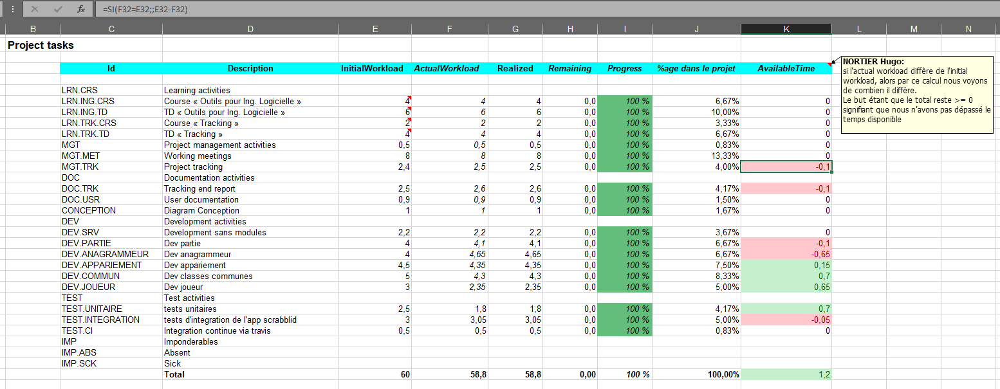 fx =SI(F32=E32;;E32-F32)
B C D E F G H I J K L M N
Project tasks
Id Description InitialWorkload ActualWorkload Realized Remaining Progress %age dans le projet AvailableTime
NORTIER Hugo:
si l'actual workload diffère de l'initial
workload, alors par ce calcul nous voyons
de combien il diffère.
Le but étant que le total reste >= 0
signifiant que nous n'avons pas dépassé le
temps disponible
LRN.CRS Learning activities
LRN.ING.CRS Course « Outils pour Ing. Logicielle » 4 4 4 0,0 100 % 6,67% 0
LRN.ING.TD TD « Outils pour Ing. Logicielle » 6 6 6 0,0 100 % 10,00% 0
LRN.TRK.CRS Course « Tracking » 2 2 2 0,0 100 % 3,33% 0
LRN.TRK.TD TD « Tracking » 4 4 4 0,0 100 % 6,67% 0
MGT Project management activities 0,5 0,5 0,5 0,0 100 % 0,83% 0
MGT.MET Working meetings 8 8 8 0,0 100 % 13,33% 0
MGT.TRK Project tracking 2,4 2,5 2,5 0,0 100 % 4,00% -0,1
DOC Documentation activities
DOC.TRK Tracking end report 2,5 2,6 2,6 0,0 100 % 4,17% -0,1
DOC.USR User documentation 0,9 0,9 0,9 0,0 100 % 1,50% 0
CONCEPTION Diagram Conception 1 1 1 0,0 100 % 1,67% 0
DEV Development activities
DEV.SRV Development sans modules 2,2 2,2 2,2 0,0 100 % 3,67% 0
DEV.PARTIE Dev partie 4 4,1 4,1 0,0 100 % 6,67% -0,1
DEV.ANAGRAMMEUR Dev anagrammeur 4 4,65 4,65 0,0 100 % 6,67% -0,65
DEV.APPARIEMENT Dev appariement 4,5 4,35 4,35 0,0 100 % 7,50% 0,15
DEV.COMMUN Dev classes communes 5 4,3 4,3 0,0 100 % 8,33% 0,7
DEV.JOUEUR Dev joueur 3 2,35 2,35 0,0 100 % 5,00% 0,65
TEST Test activities
TEST.UNITAIRE tests unitaires 2,5 1,8 1,8 0,0 100 % 4,17% 0,7
TEST.INTEGRATION tests d'integration de l'app scrabblid 3 3,05 3,05 0,0 100 % 5,00% -0,05
TEST.CI Integration continue via travis 0,5 0,5 0,5 0,0 100 % 0,83% 0
IMP Imponderables
IMP.ABS Absent
IMP.SCK Sick
Total 60 58,8 58,8 0,00 100 % 100,00% 1,2